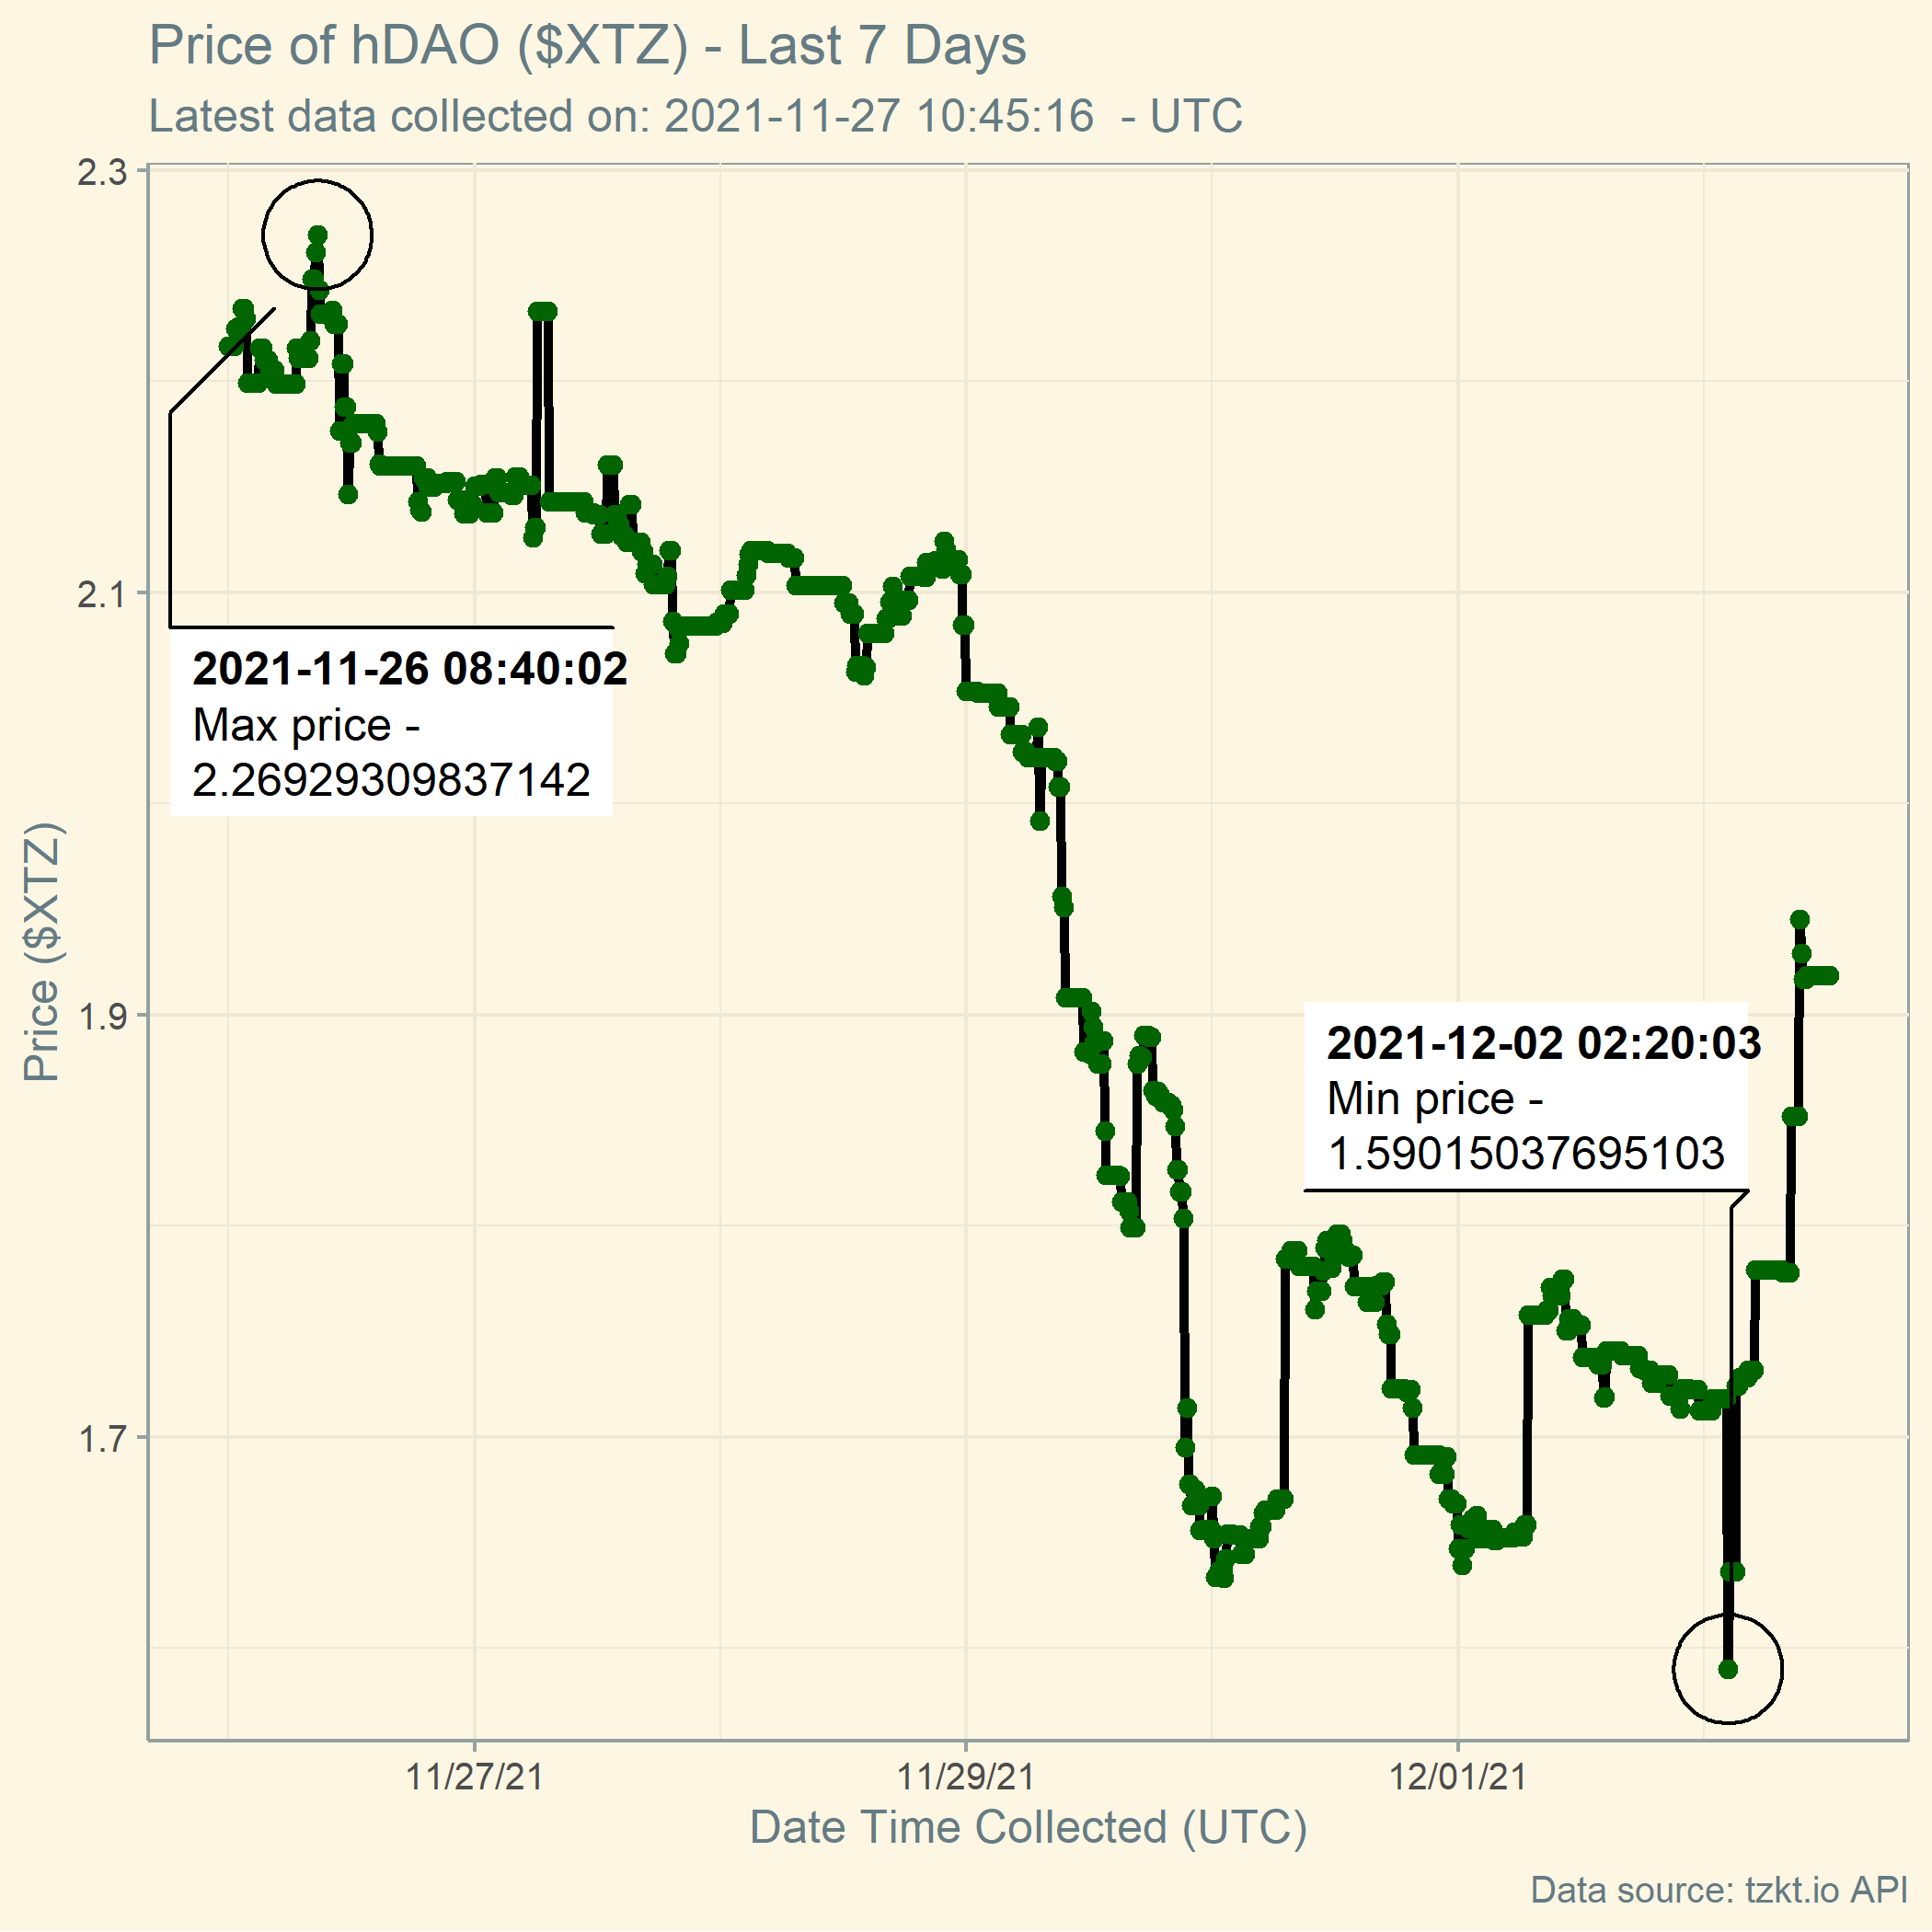 Price of hDAO ($XTZ) - Last 7 Days
Latest data collected on: 2021-11-27 10:45:16  - UTC
2.3
2.1
1.9
1.7
Price ($XTZ)
2021-11-26 08:40:02
Max price -
2.26929309837142
2021-12-02 02:20:03
Min price -
1.59015037695103
11/27/21
11/29/21
12/01/21
Date Time Collected (UTC)
Data source: tzkt.io API